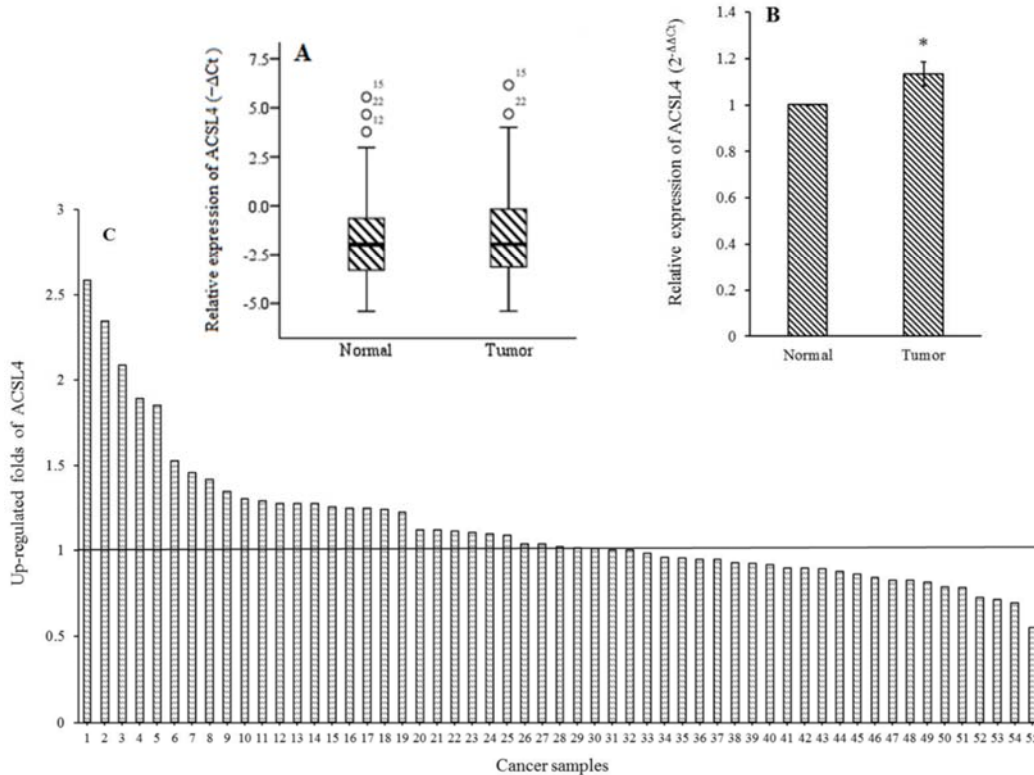 A
Relative expression of ACSL4 (−ΔCt)
7.5
5.0
2.5
0.0
-2.5
-5.0
15
22
12
15
22
Normal Tumor
B
Relative expression of ACSL4 (2-ΔΔCt)
1.4
1.2
1
0.8
0.6
0.4
0.2
0
*
Normal Tumor
C
Up-regulated folds of ACSL4
3
2.5
2
1.5
1
0.5
0
1 2 3 4 5 6 7 8 9 10 11 12 13 14 15 16 17 18 19 20 21 22 23 24 25 26 27 28 29 30 31 32 33 34 35 36 37 38 39 40 41 42 43 44 45 46 47 48 49 50 51 52 53 54
Cancer samples